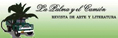 La Palma y el Camión
REVISTA DE ARTE Y LITERATURA